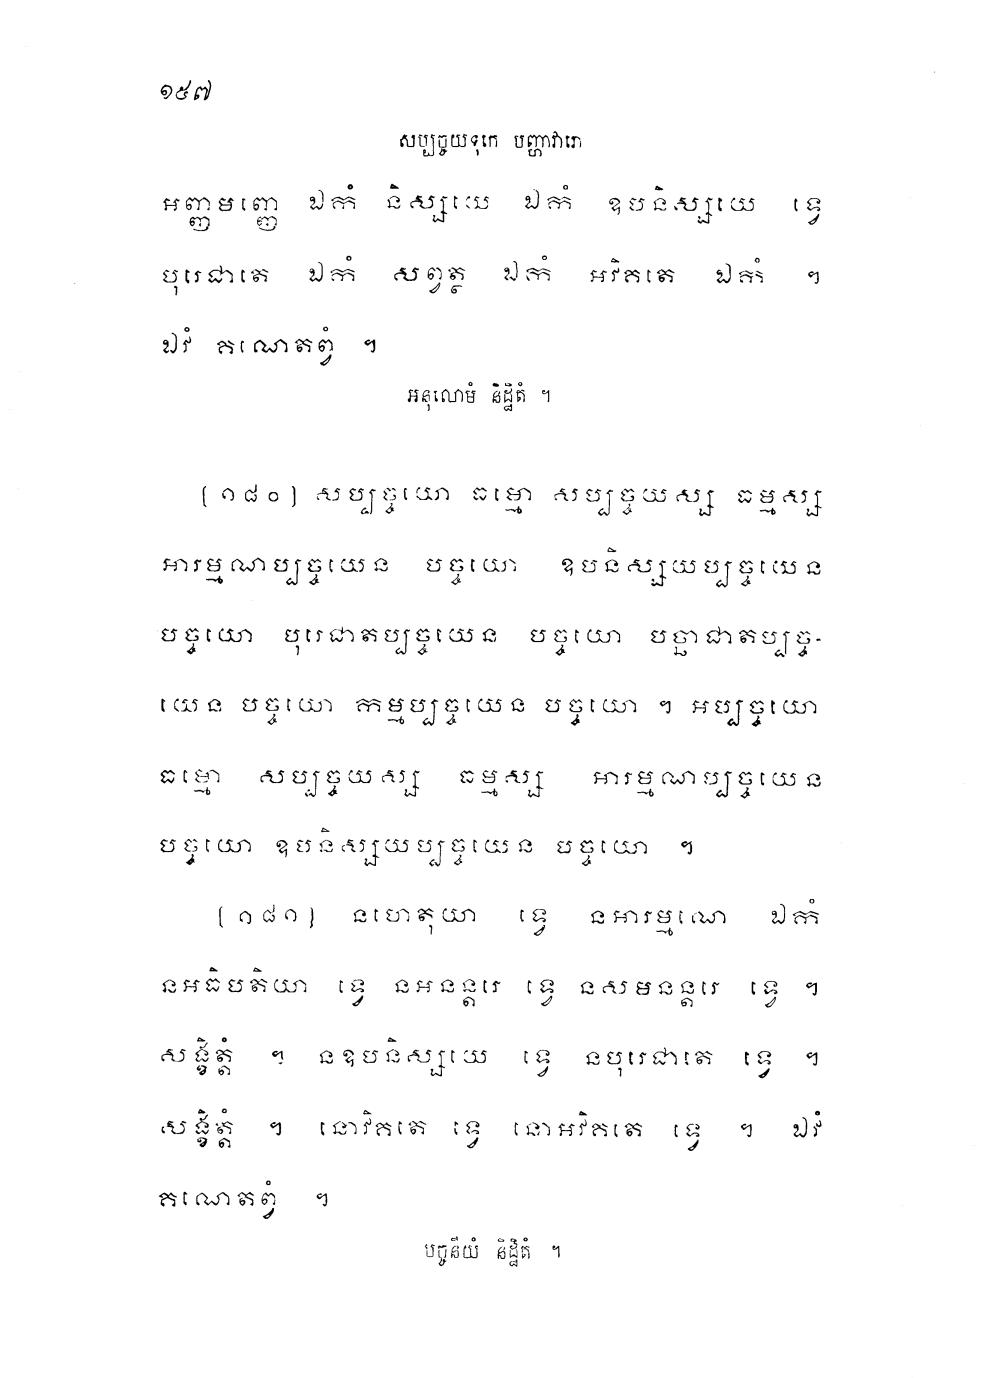 ១៥៧
សប្បច្ចយទុកេ បញ្ហាវារោ
អញ្ញមញ្ញេ ឯកំ និស្សយេ ឯកំ ឧបនិស្សយេ ទ្វេ
បុរេជាតេ ឯកំ សព្វត្ថ ឯកំ អវិគតេ ឯកំ ។
ឯវំ គណេតព្វំ ។
អនុលោមំ និដ្ឋិតំ ។
[១៨០] សប្បច្ចយោ ធម្មោ សប្បច្ចយស្ស ធម្មស្ស
អារម្មណប្បច្ចយេន បច្ចយោ ឧបនិស្សយប្បច្ចយេន
បច្ចយោ បុរេជាតប្បច្ចយេន បច្ចយោ បច្ឆាជាតប្បច្ច-
យេន បច្ចយោ កម្មប្បច្ចយេន បច្ចយោ ។ អប្បច្ចយោ
ធម្មោ សប្បច្ចយស្ស ធម្មស្ស អារម្មណប្បច្ចយេន
បច្ចយោ ឧបនិស្សយប្បច្ចយេន បច្ចយោ ។
[១៨១] នហេតុយា ទ្វេ នអារម្មណេ ឯកំ
នអធិបតិយា ទ្វេ នអនន្តរេ ទ្វេ នសមនន្តរេ ទ្វេ ។
សង្ខិត្តំ ។ នឧបនិស្សយេ ទ្វេ នបុរេជាតេ ទ្វេ ។
សង្ខិត្តំ ។ នោវិគតេ ទ្វេ នោអវិគតេ ទ្វេ ។ ឯវំ
គណេតព្វំ ។
បច្ចនីយំ និដ្ឋិតំ ។